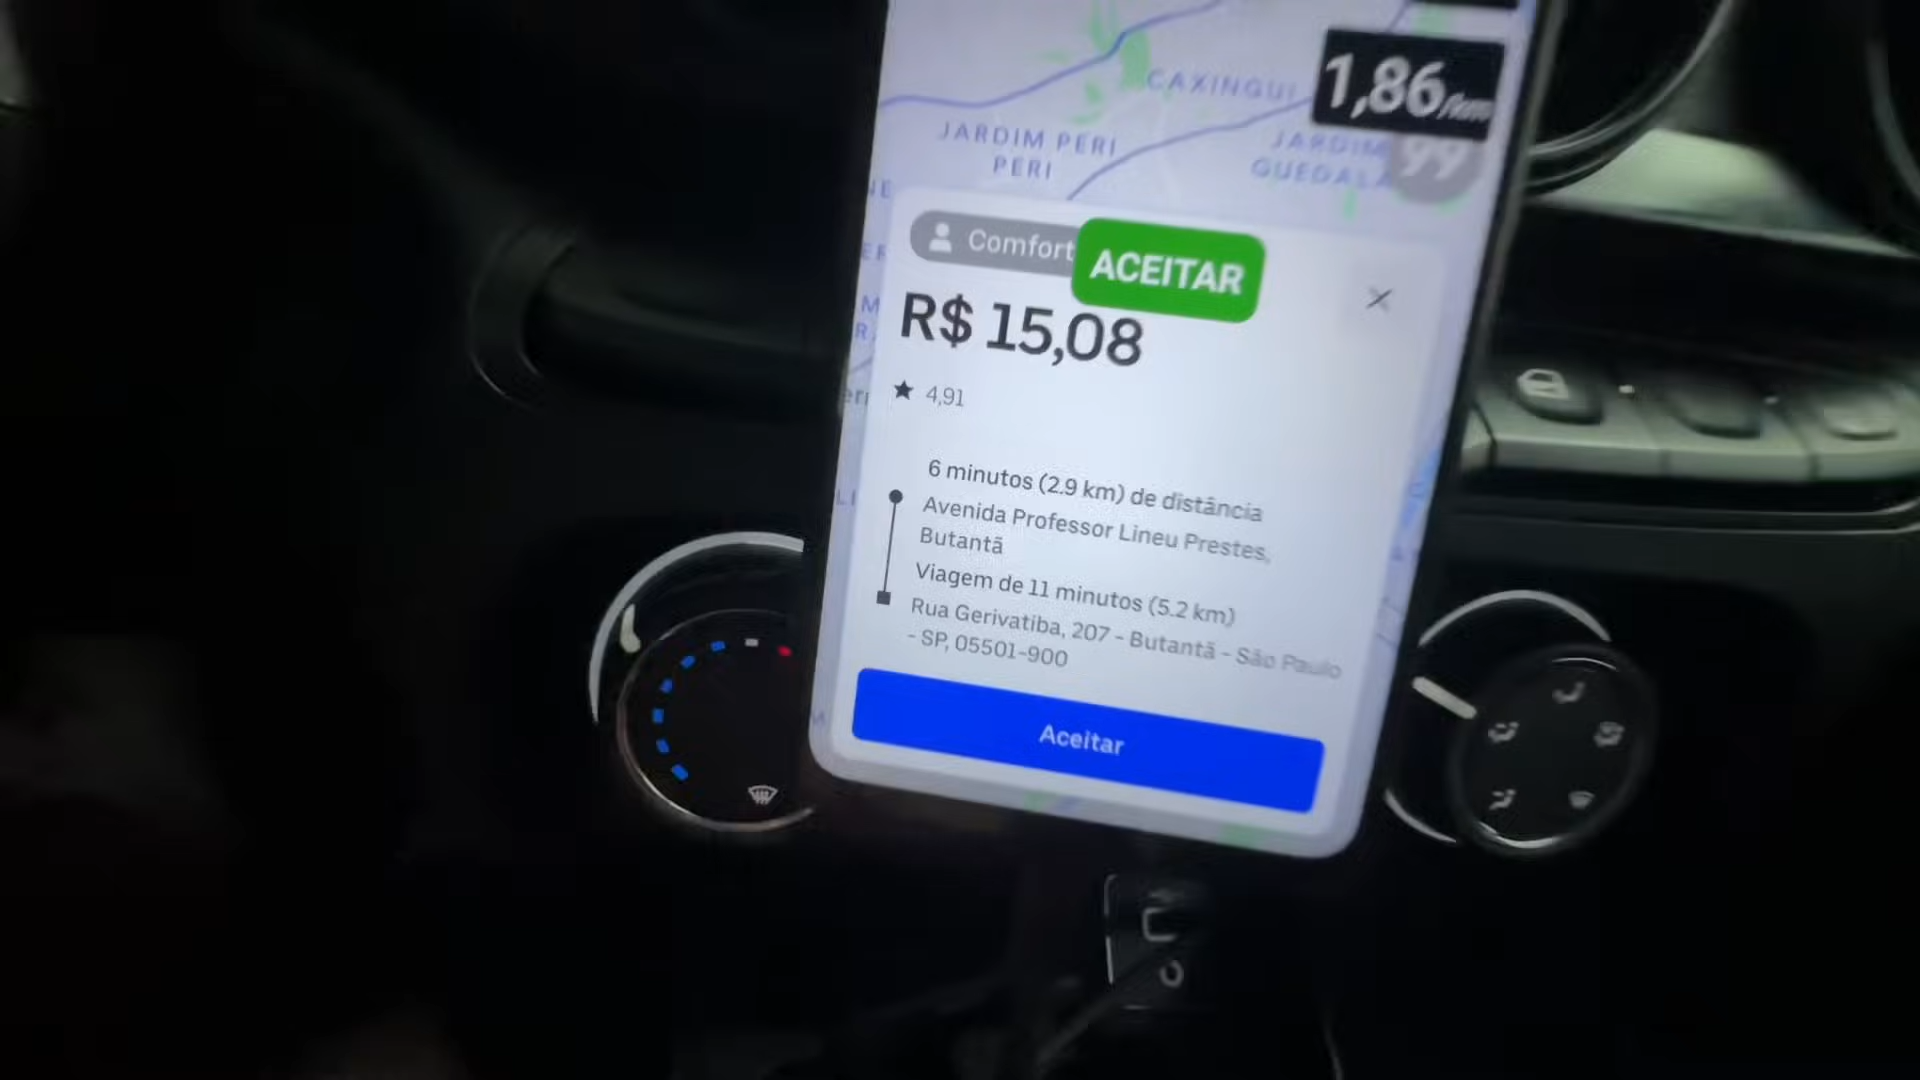 CAXINGUI
1,86/km
JARDIM PERI
PERI
JARDIM
GUEDALA
99
Comfort
ACEITAR
R$ 15,08
4,91
6 minutos (2.9 km) de distância
Avenida Professor Lineu Prestes,
Butantã
Viagem de 11 minutos (5.2 km)
Rua Gerivatiba, 207 - Butantã - São Paulo
- SP, 05501-900
Aceitar